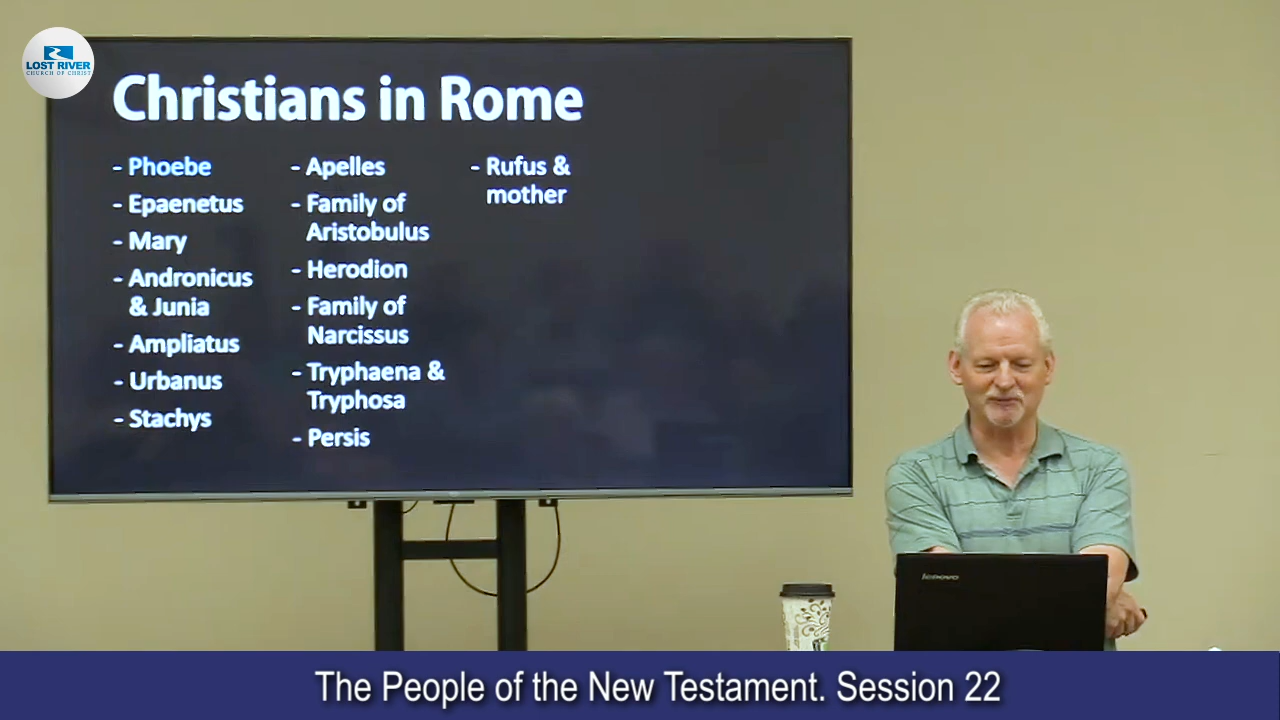 LOST RIVER
CHURCH OF CHRIST
Christians in Rome
- Phoebe
- Epaenetus
- Mary
- Andronicus
& Junia
- Ampliatus
- Urbanus
- Stachys
- Apelles
- Family of
Aristobulus
- Herodion
- Family of
Narcissus
- Tryphaena &
Tryphosa
- Persis
- Rufus &
mother
lenovo
The People of the New Testament. Session 22